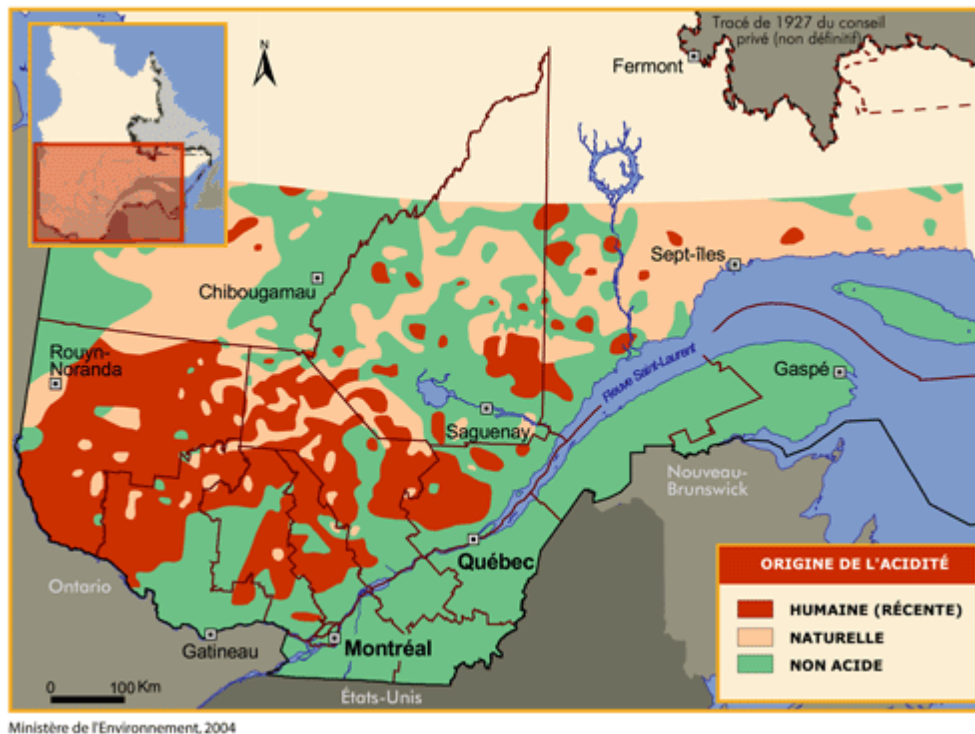 Tracé de 1927 du conseil
privé (non définitif)
Fermont
N
Sept-îles
Chibougamau
Rouyn-
Noranda
Fleuve Saint-Laurent
Gaspé
Saguenay
Nouveau-
Brunswick
Québec
Ontario
Gatineau
Montréal
États-Unis
0 100 Km
ORIGINE DE L'ACIDITÉ
HUMAINE (RÉCENTE)
NATURELLE
NON ACIDE
Ministère de l'Environnement, 2004